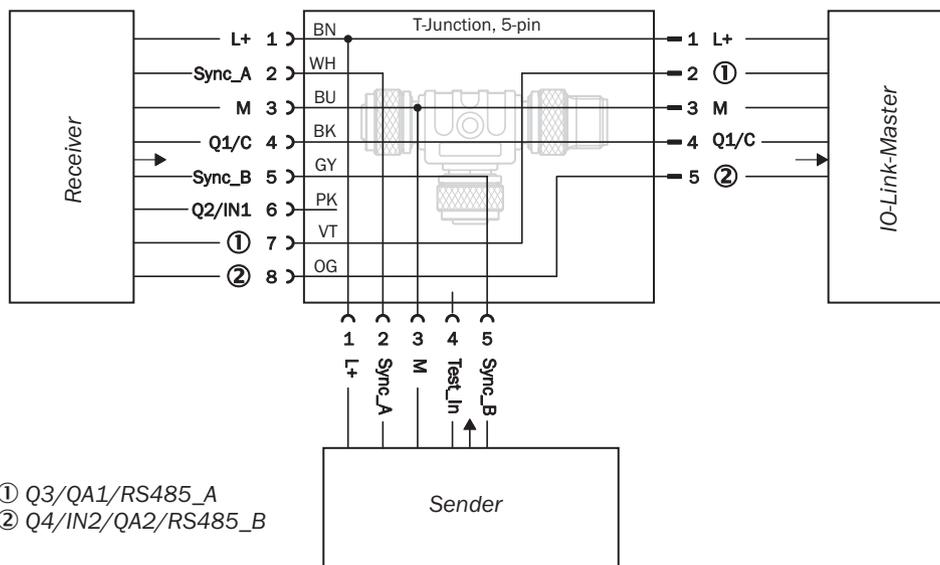 T-Junction, 5-pin
L+ 1 BN 1 L+
Sync_A 2 WH 2 ①
M 3 BU 3 M
Q1/C 4 BK 4 Q1/C
Sync_B 5 GY 5 ②
Q2/IN1 6 PK
① 7 VT
② 8 OG
Receiver
IO-Link-Master
1 2 3 4 5
L+ Sync_A M Test_In Sync_B
Sender
① Q3/QA1/RS485_A
② Q4/IN2/QA2/RS485_B